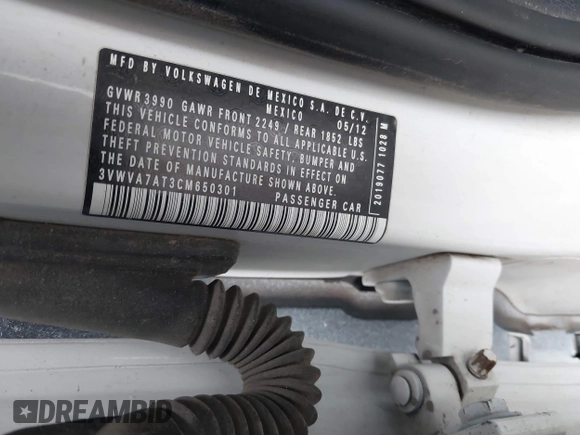 MFD BY VOLKSWAGEN DE MEXICO S.A. DE C.V.
MEXICO
GVWR 3990 GAWR FRONT 2249 / REAR 1852 LBS 05/12
THIS VEHICLE CONFORMS TO ALL APPLICABLE U.S.
FEDERAL MOTOR VEHICLE SAFETY, BUMPER AND
THEFT PREVENTION STANDARDS IN EFFECT ON
THE DATE OF MANUFACTURE SHOWN ABOVE.
3VWVA7AT3CM650301 PASSENGER CAR
2019077 1028 M
DREAMBID